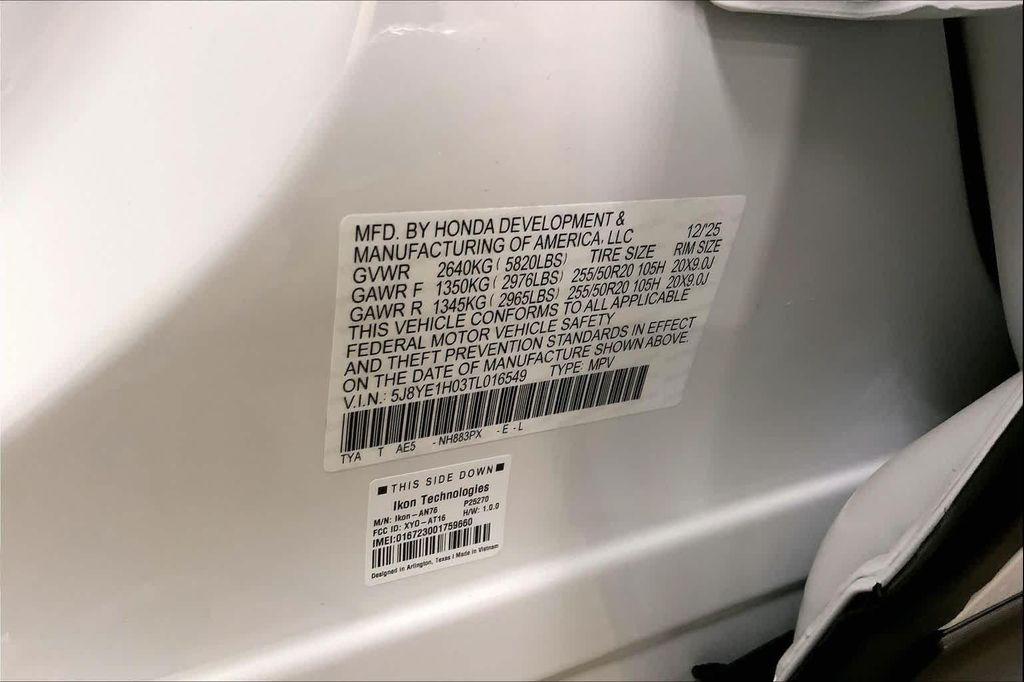 MFD. BY HONDA DEVELOPMENT &
MANUFACTURING OF AMERICA, LLC 12/'25
GVWR 2640KG ( 5820LBS) TIRE SIZE RIM SIZE
GAWR F 1350KG ( 2976LBS) 255/50R20 105H 20X9.0J
GAWR R 1345KG ( 2965LBS) 255/50R20 105H 20X9.0J
THIS VEHICLE CONFORMS TO ALL APPLICABLE
FEDERAL MOTOR VEHICLE SAFETY
AND THEFT PREVENTION STANDARDS IN EFFECT
ON THE DATE OF MANUFACTURE SHOWN ABOVE.
V.I.N.: 5J8YE1H03TL016549 TYPE: MPV
TYA T AE5 - NH883PX - E - L
THIS SIDE DOWN
Ikon Technologies
M/N: Ikon-AN76 P25270
FCC ID: XYO-AT16 H/W: 1.0.0
IMEI:016723001759660
Designed in Arlington, Texas | Made in Vietnam